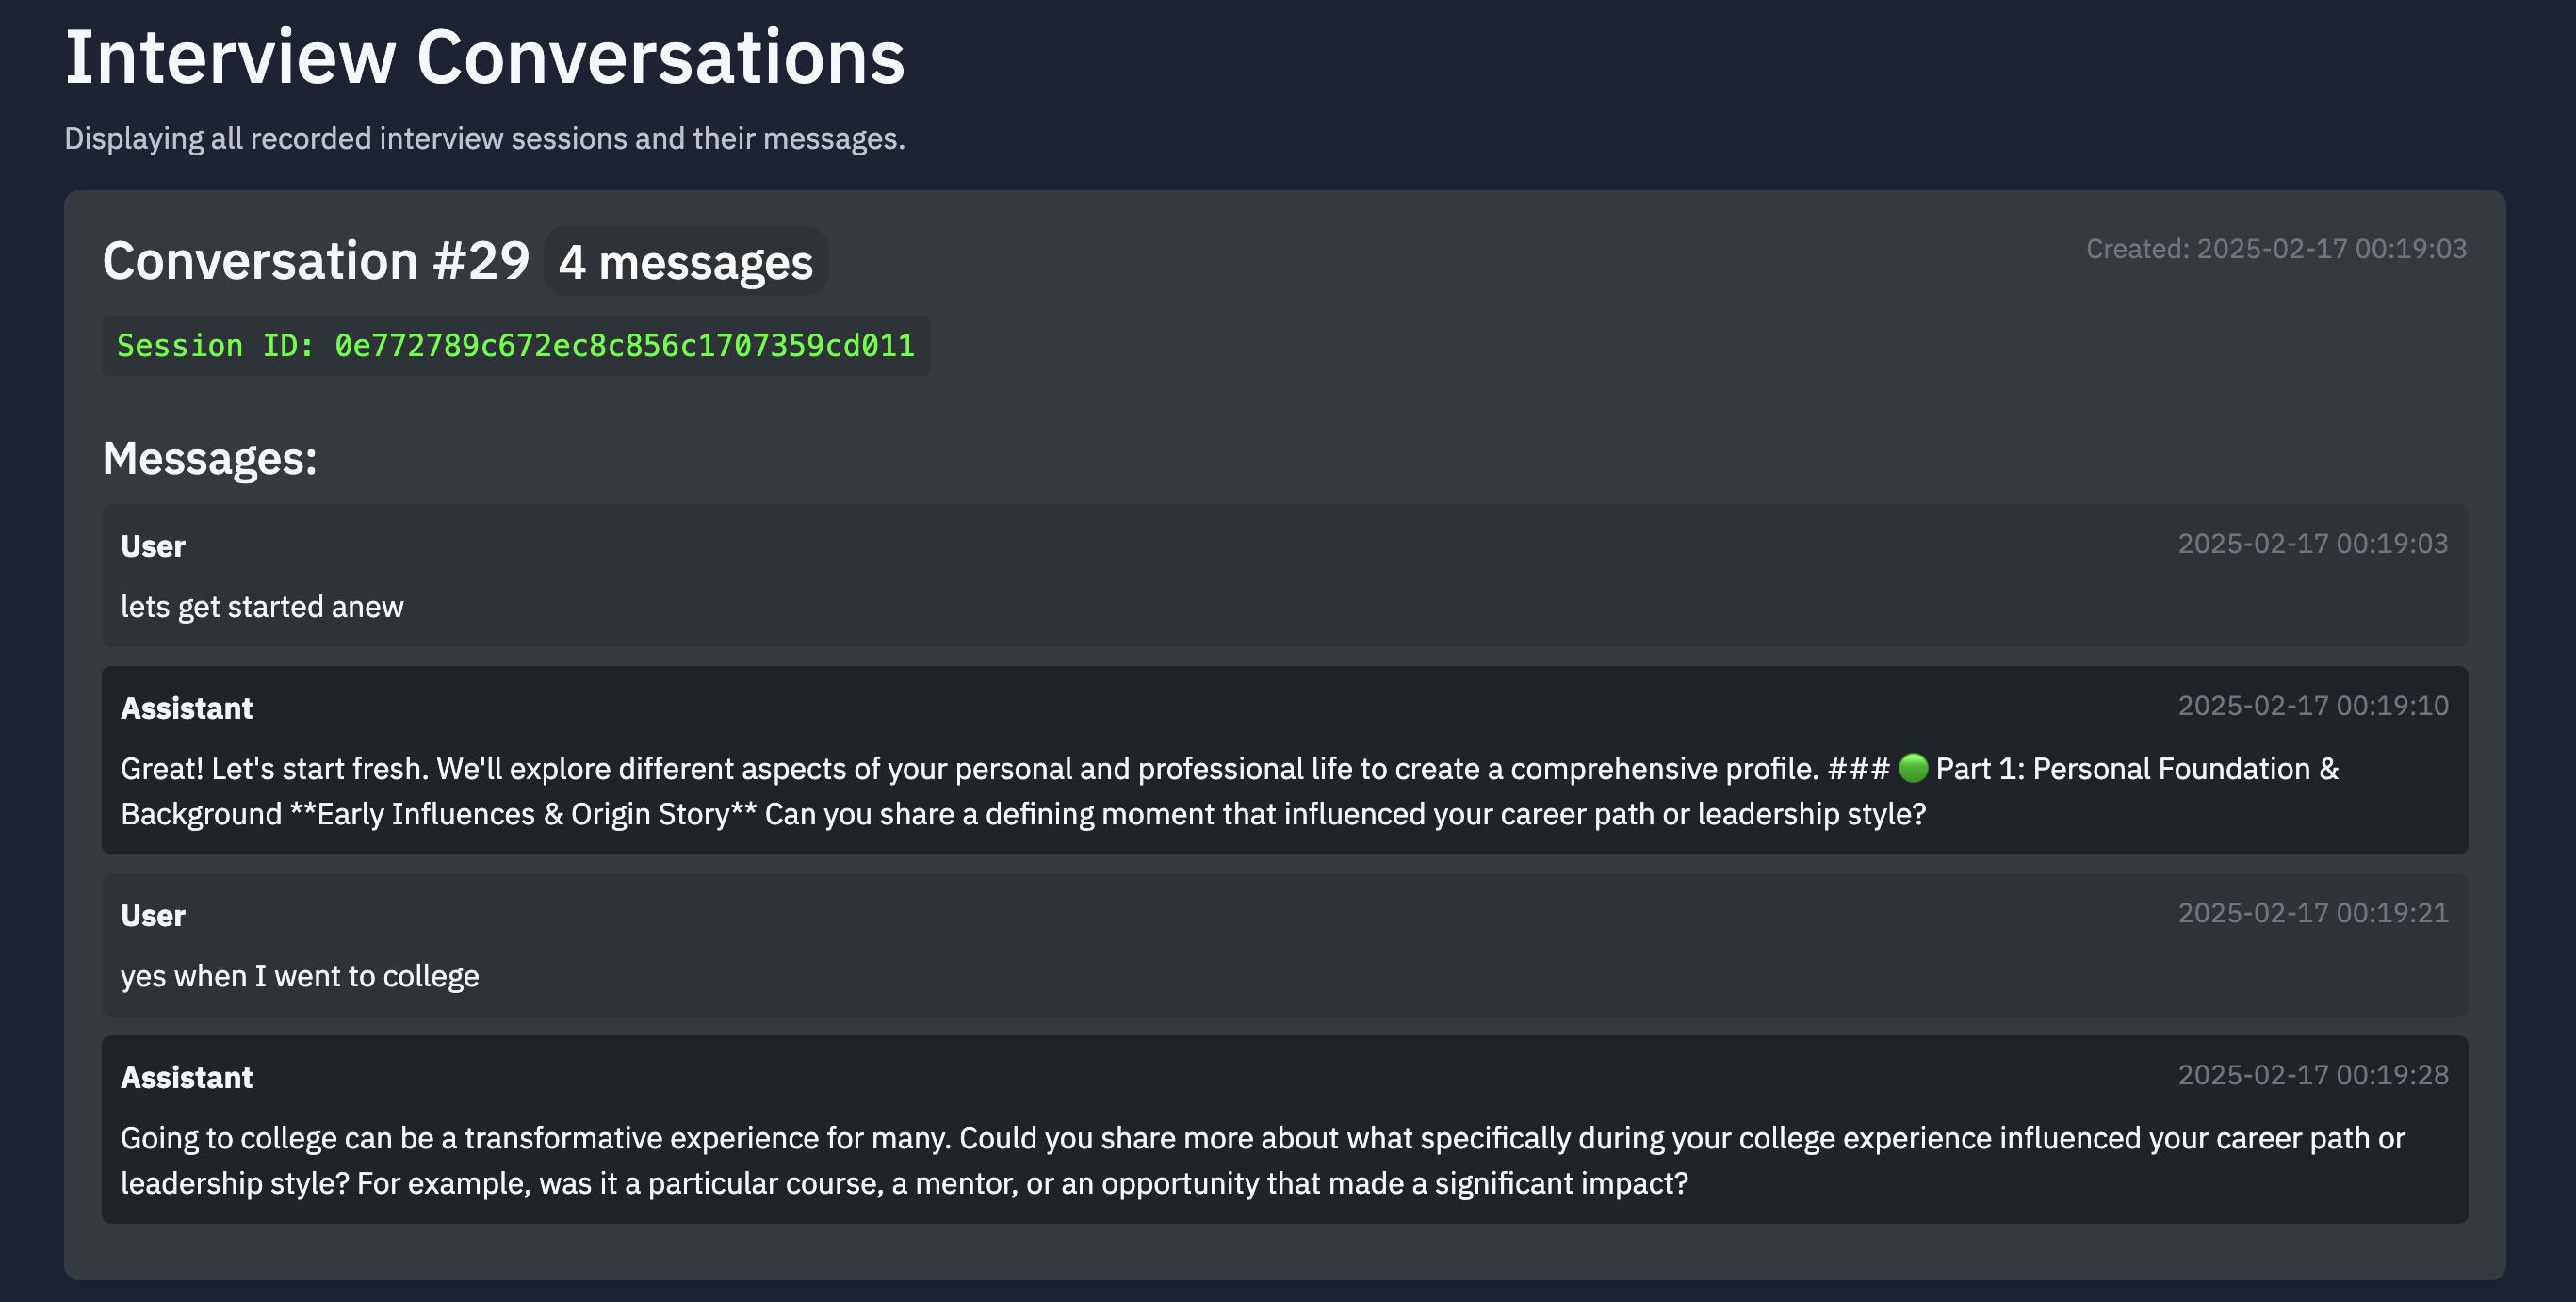 Interview Conversations
Displaying all recorded interview sessions and their messages.
Conversation #29 4 messages
Created: 2025-02-17 00:19:03
Session ID: 0e772789c672ec8c856c1707359cd011
Messages:
User
2025-02-17 00:19:03
lets get started anew
Assistant
2025-02-17 00:19:10
Great! Let's start fresh. We'll explore different aspects of your personal and professional life to create a comprehensive profile. ### 🟢 Part 1: Personal Foundation &
Background **Early Influences & Origin Story** Can you share a defining moment that influenced your career path or leadership style?
User
2025-02-17 00:19:21
yes when I went to college
Assistant
2025-02-17 00:19:28
Going to college can be a transformative experience for many. Could you share more about what specifically during your college experience influenced your career path or
leadership style? For example, was it a particular course, a mentor, or an opportunity that made a significant impact?